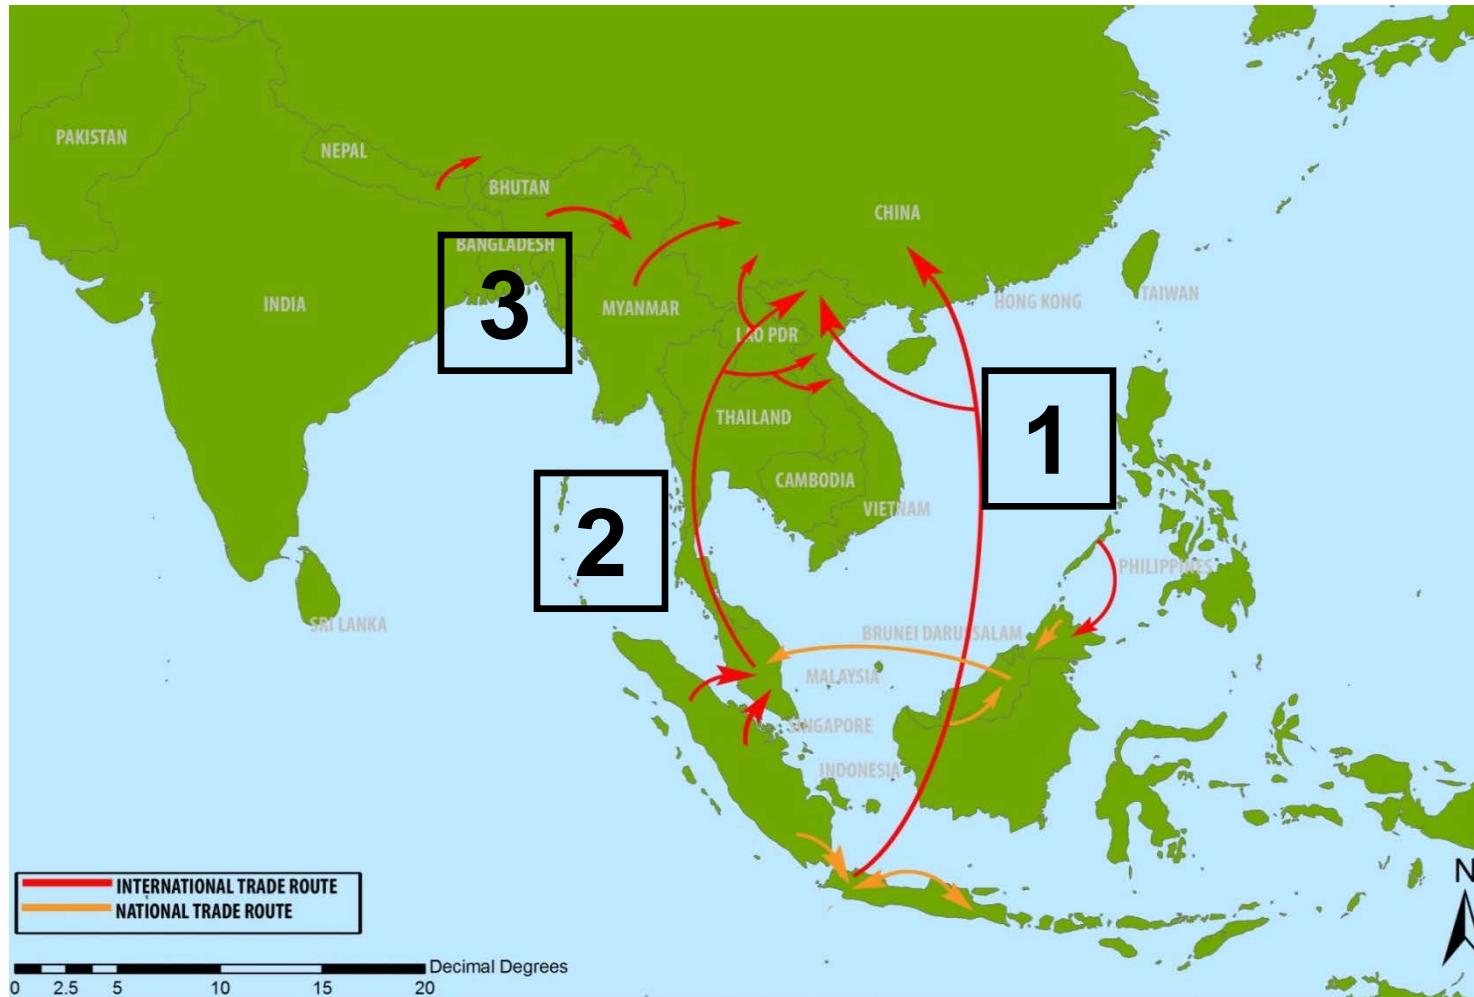 PAKISTAN
NEPAL
BHUTAN
CHINA
BANGLADESH
3
INDIA
MYANMAR
HONG KONG
TAIWAN
LAO PDR
THAILAND
1
CAMBODIA
VIETNAM
2
PHILIPPINES
SRI LANKA
BRUNEI DARUSSALAM
MALAYSIA
SINGAPORE
INDONESIA
INTERNATIONAL TRADE ROUTE
NATIONAL TRADE ROUTE
N
Decimal Degrees
0 2.5 5 10 15 20